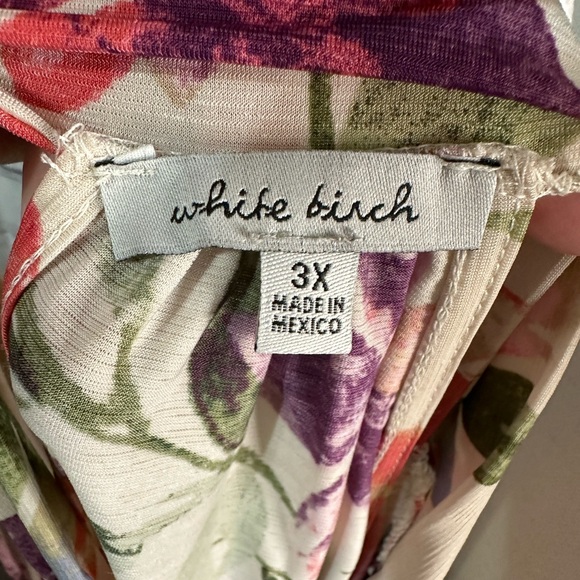 white birch
3X
MADE IN
MEXICO